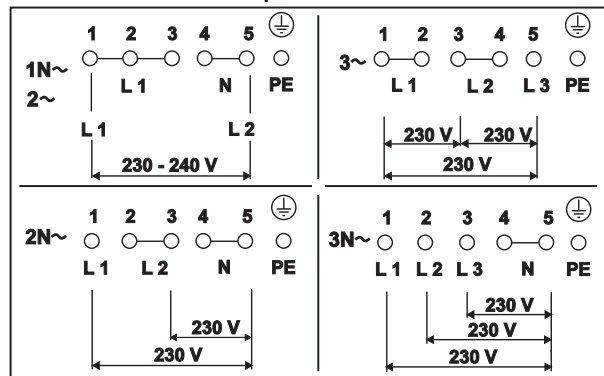 1 2 3 4 5
1N~
2~
L 1 N PE
L 1 L 2
230 - 240 V
1 2 3 4 5
3~
L 1 L 2 L 3 PE
230 V 230 V
230 V
1 2 3 4 5
2N~
L 1 L 2 N PE
230 V
230 V
1 2 3 4 5
3N~
L 1 L 2 L 3 N PE
230 V
230 V
230 V